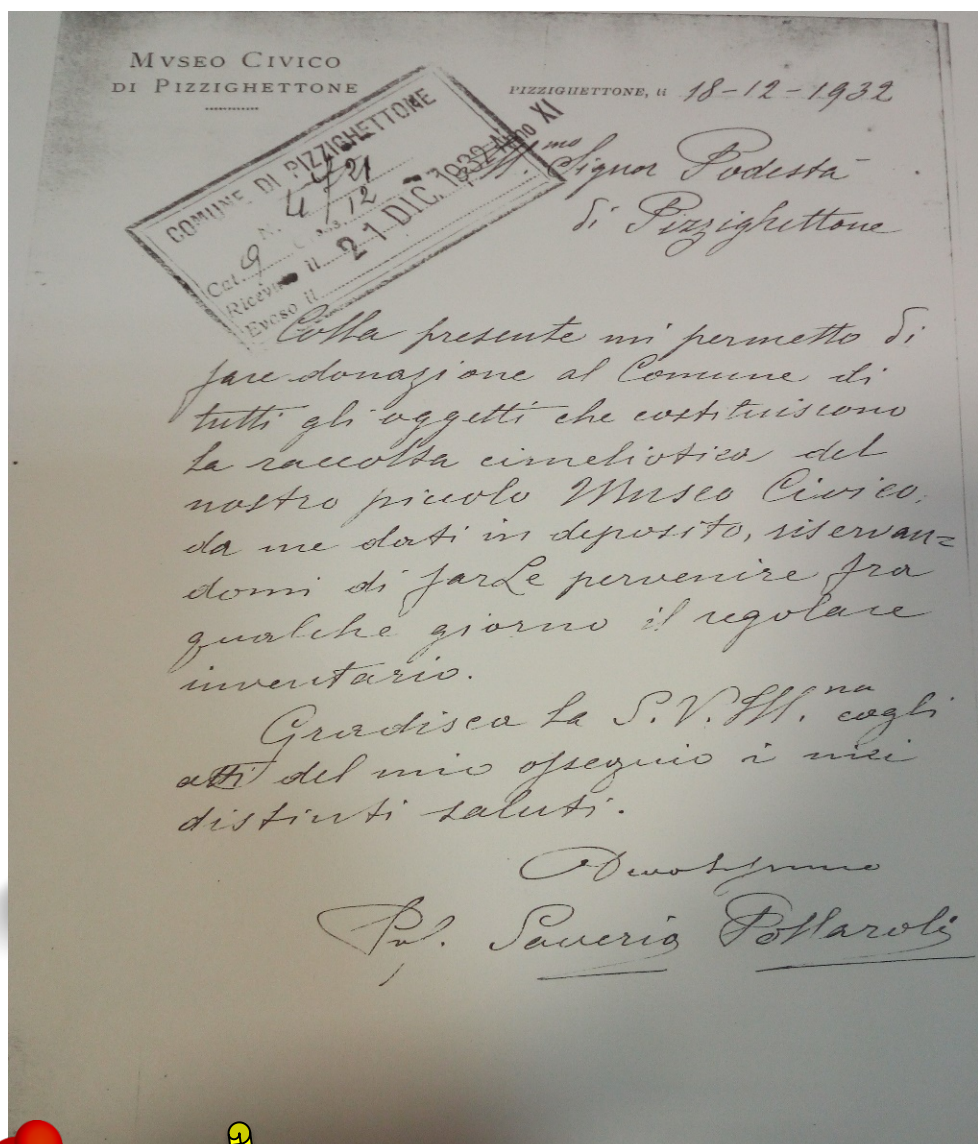 MVSEO CIVICO
DI PIZZIGHETTONE
PIZZIGHETTONE, li 18-12-1932
COMUNE DI PIZZIGHETTONE
N.
Cat. 9
Ricevuto il 21 DIC. 1932 Anno XI
Evaso il
Ill.mo Signor Podestà
di Pizzighettone
Colla presente mi permetto di
fare donazione al Comune di
tutti gli oggetti che costituiscono
la raccolta cimeliotica del
nostro piccolo Museo Civico,
da me dati in deposito, riservan=
domi di farLe pervenire fra
qualche giorno il regolare
inventario.
Gradisca la S. V. Ill.na cogli
atti del mio ossequio i miei
distinti saluti.
Devotissimo
Prof. Saverio Pollaroli